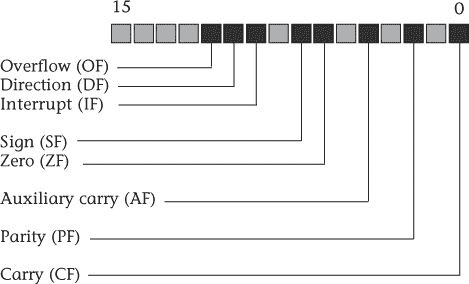 15 0
Overflow (OF)
Direction (DF)
Interrupt (IF)
Sign (SF)
Zero (ZF)
Auxiliary carry (AF)
Parity (PF)
Carry (CF)